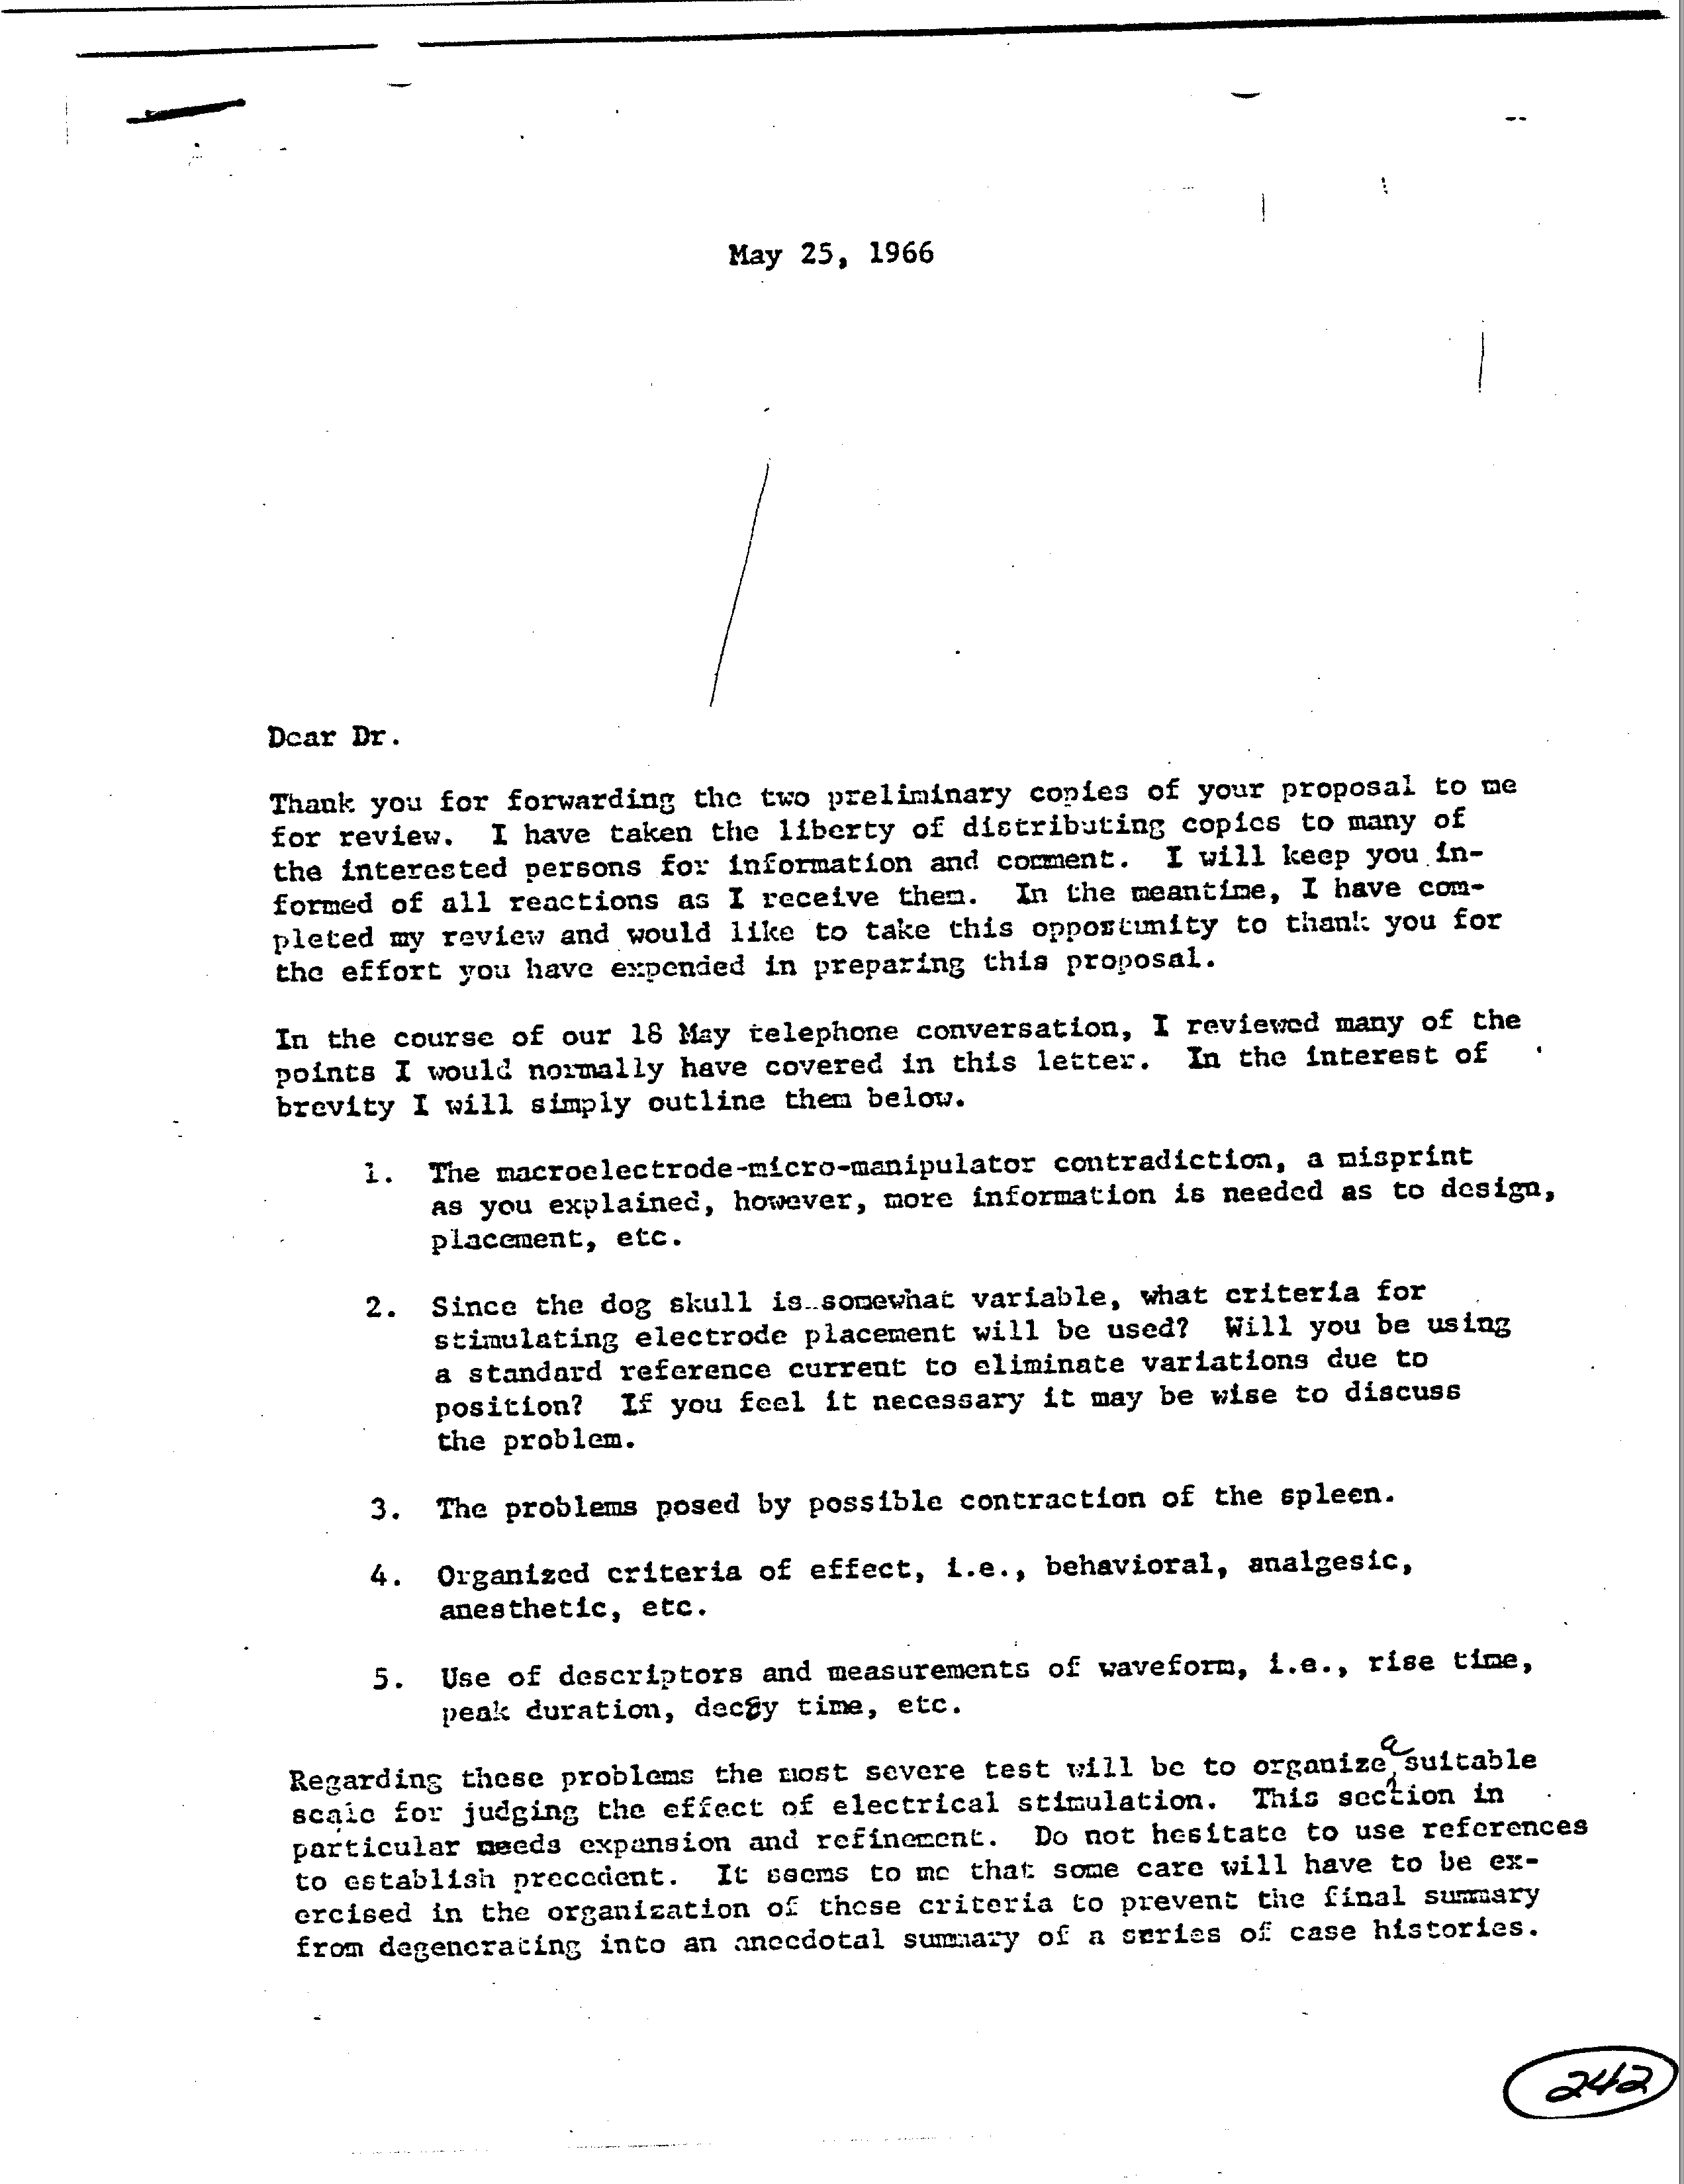 May 25, 1966
Dear Dr.
Thank you for forwarding the two preliminary copies of your proposal to me
for review. I have taken the liberty of distributing copies to many of
the interested persons for information and comment. I will keep you in-
formed of all reactions as I receive them. In the meantime, I have com-
pleted my review and would like to take this opportunity to thank you for
the effort you have expended in preparing this proposal.
In the course of our 18 May telephone conversation, I reviewed many of the
points I would normally have covered in this letter. In the interest of
brevity I will simply outline them below.
1. The macroelectrode-micro-manipulator contradiction, a misprint
as you explained, however, more information is needed as to design,
placement, etc.
2. Since the dog skull is somewhat variable, what criteria for
stimulating electrode placement will be used? Will you be using
a standard reference current to eliminate variations due to
position? If you feel it necessary it may be wise to discuss
the problem.
3. The problems posed by possible contraction of the spleen.
4. Organized criteria of effect, i.e., behavioral, analgesic,
anesthetic, etc.
5. Use of descriptors and measurements of waveform, i.e., rise time,
peak duration, decay time, etc.
Regarding these problems the most severe test will be to organize a suitable
scale for judging the effect of electrical stimulation. This section in
particular needs expansion and refinement. Do not hesitate to use references
to establish precedent. It seems to me that some care will have to be ex-
ercised in the organization of these criteria to prevent the final summary
from degenerating into an anecdotal summary of a series of case histories.
242